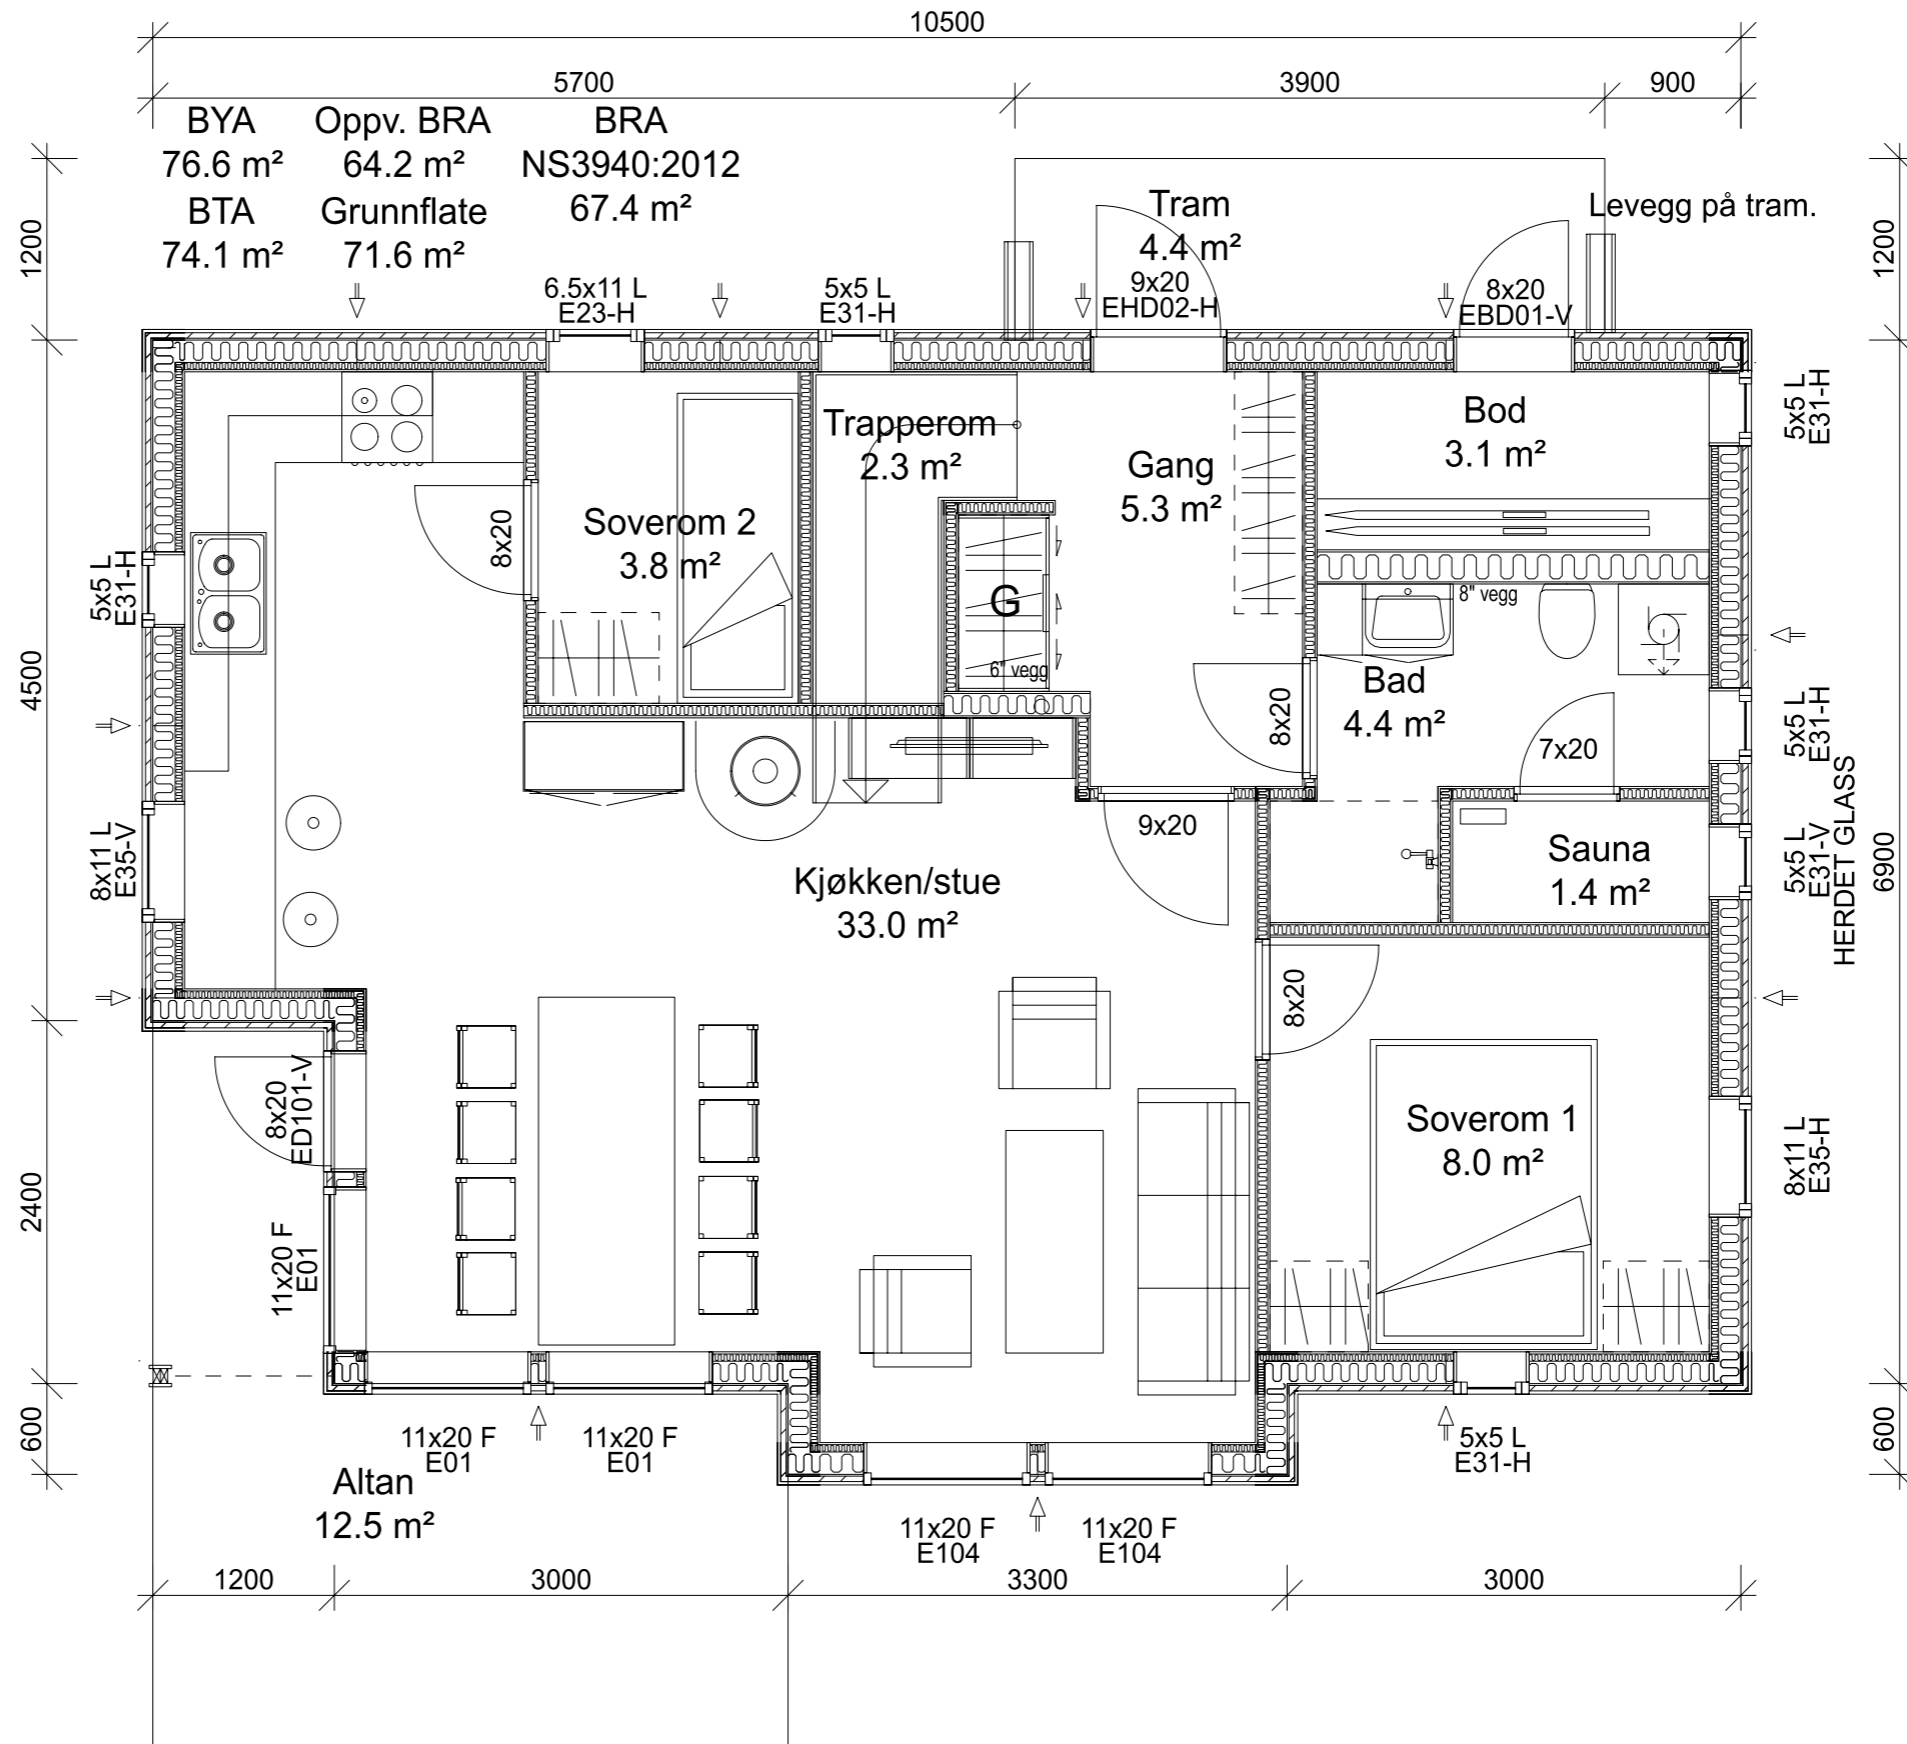 10500
5700
3900
900
BYA
76.6 m²
Oppv. BRA
64.2 m²
BRA
NS3940:2012
67.4 m²
BTA
74.1 m²
Grunnflate
71.6 m²
Tram
4.4 m²
Levegg på tram.
1200
1200
6.5x11 L
E23-H
5x5 L
E31-H
9x20
EHD02-H
8x20
EBD01-V
5x5 L
E31-H
Trapperom
2.3 m²
Gang
5.3 m²
Bod
3.1 m²
Soverom 2
3.8 m²
8x20
5x5 L
E31-H
G
6" vegg
8" vegg
4500
Bad
4.4 m²
8x20
7x20
5x5 L
E31-H
8x11 L
E35-V
9x20
Kjøkken/stue
33.0 m²
Sauna
1.4 m²
5x5 L
E31-V
HERDET GLASS
6900
8x20
8x20
ED101-V
Soverom 1
8.0 m²
8x11 L
E35-H
2400
11x20 F
E01
600
600
11x20 F
E01
11x20 F
E01
5x5 L
E31-H
Altan
12.5 m²
11x20 F
E104
11x20 F
E104
1200
3000
3300
3000